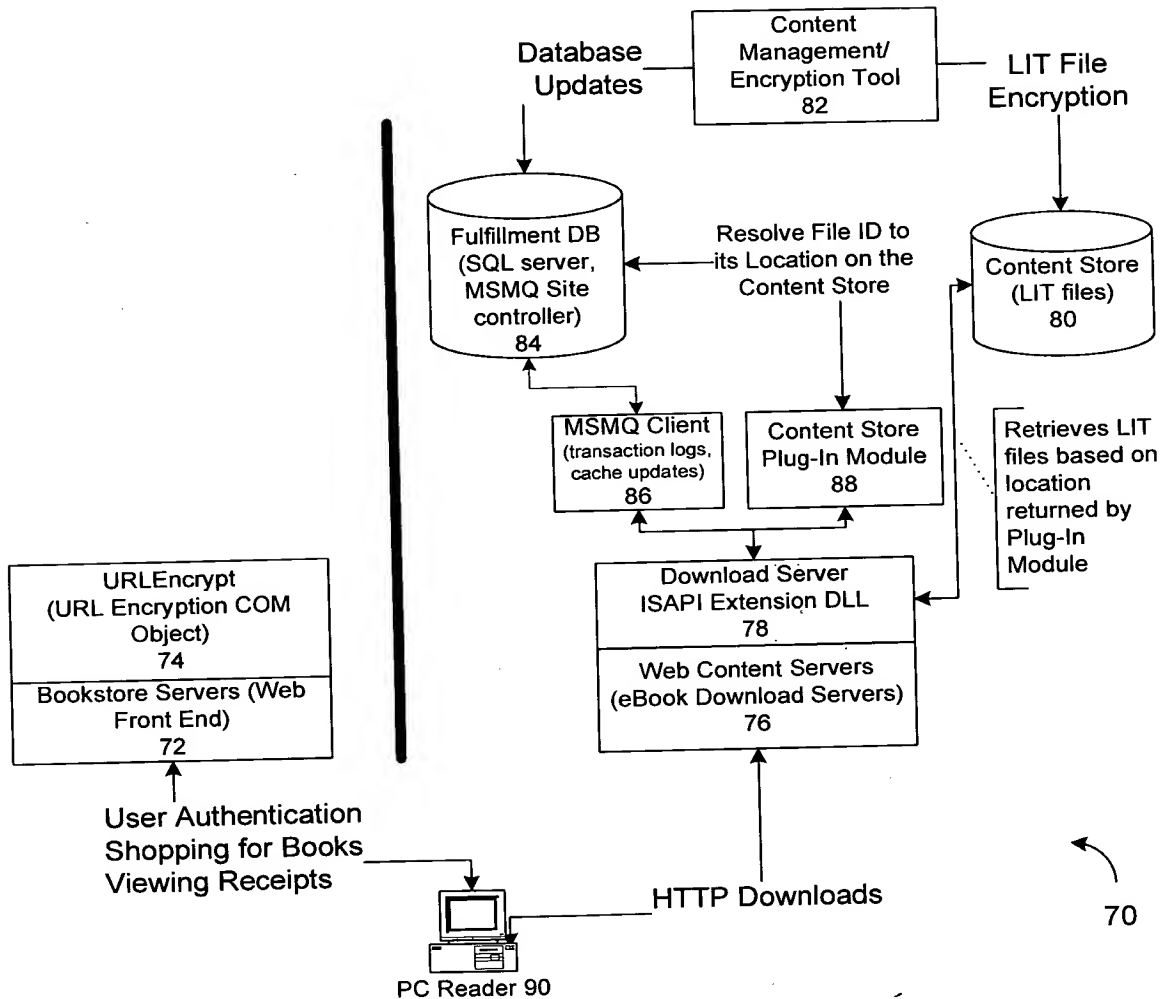 Content
Management/
Encryption Tool
82
Database
Updates
LIT File
Encryption
Fulfillment DB
(SQL server,
MSMQ Site
controller)
84
Resolve File ID to
its Location on the
Content Store
Content Store
(LIT files)
80
MSMQ Client
(transaction logs,
cache updates)
86
Content Store
Plug-In Module
88
Retrieves LIT
files based on
location
returned by
Plug-In
Module
URLEncrypt
(URL Encryption COM
Object)
74
Bookstore Servers (Web
Front End)
72
Download Server
ISAPI Extension DLL
78
Web Content Servers
(eBook Download Servers)
76
User Authentication
Shopping for Books
Viewing Receipts
HTTP Downloads
70
PC Reader 90